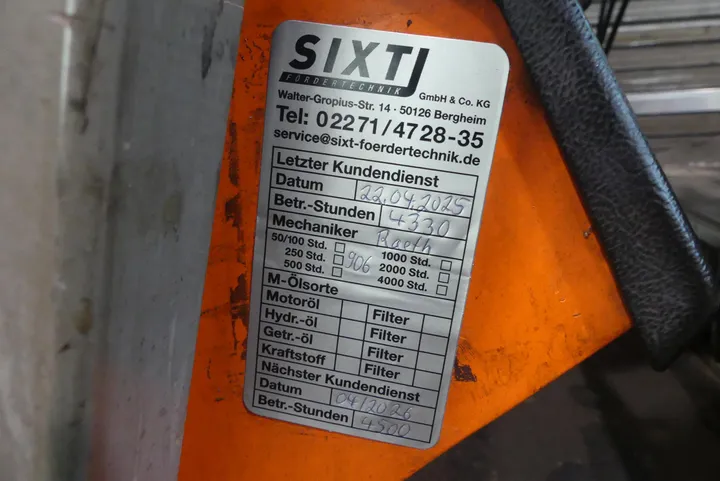 SIXT
FÖRDERTECHNIK
GmbH & Co. KG
Walter-Gropius-Str. 14 · 50126 Bergheim
Tel: 02271/4728-35
service@sixt-foerdertechnik.de
Letzter Kundendienst
Datum 22.04.2025
Betr.-Stunden 4330
Mechaniker Raeth
50/100 Std. 1000 Std.
250 Std. 906 2000 Std.
500 Std. 4000 Std.
M-Ölsorte
Motoröl Filter
Hydr.-öl Filter
Getr.-öl Filter
Kraftstoff Filter
Nächster Kundendienst
Datum 04/2026
Betr.-Stunden 4500